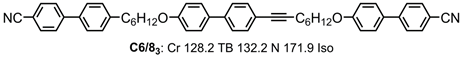 NC C₆H₁₂O C₆H₁₂O CN
C6/8₃: Cr 128.2 TB 132.2 N 171.9 Iso